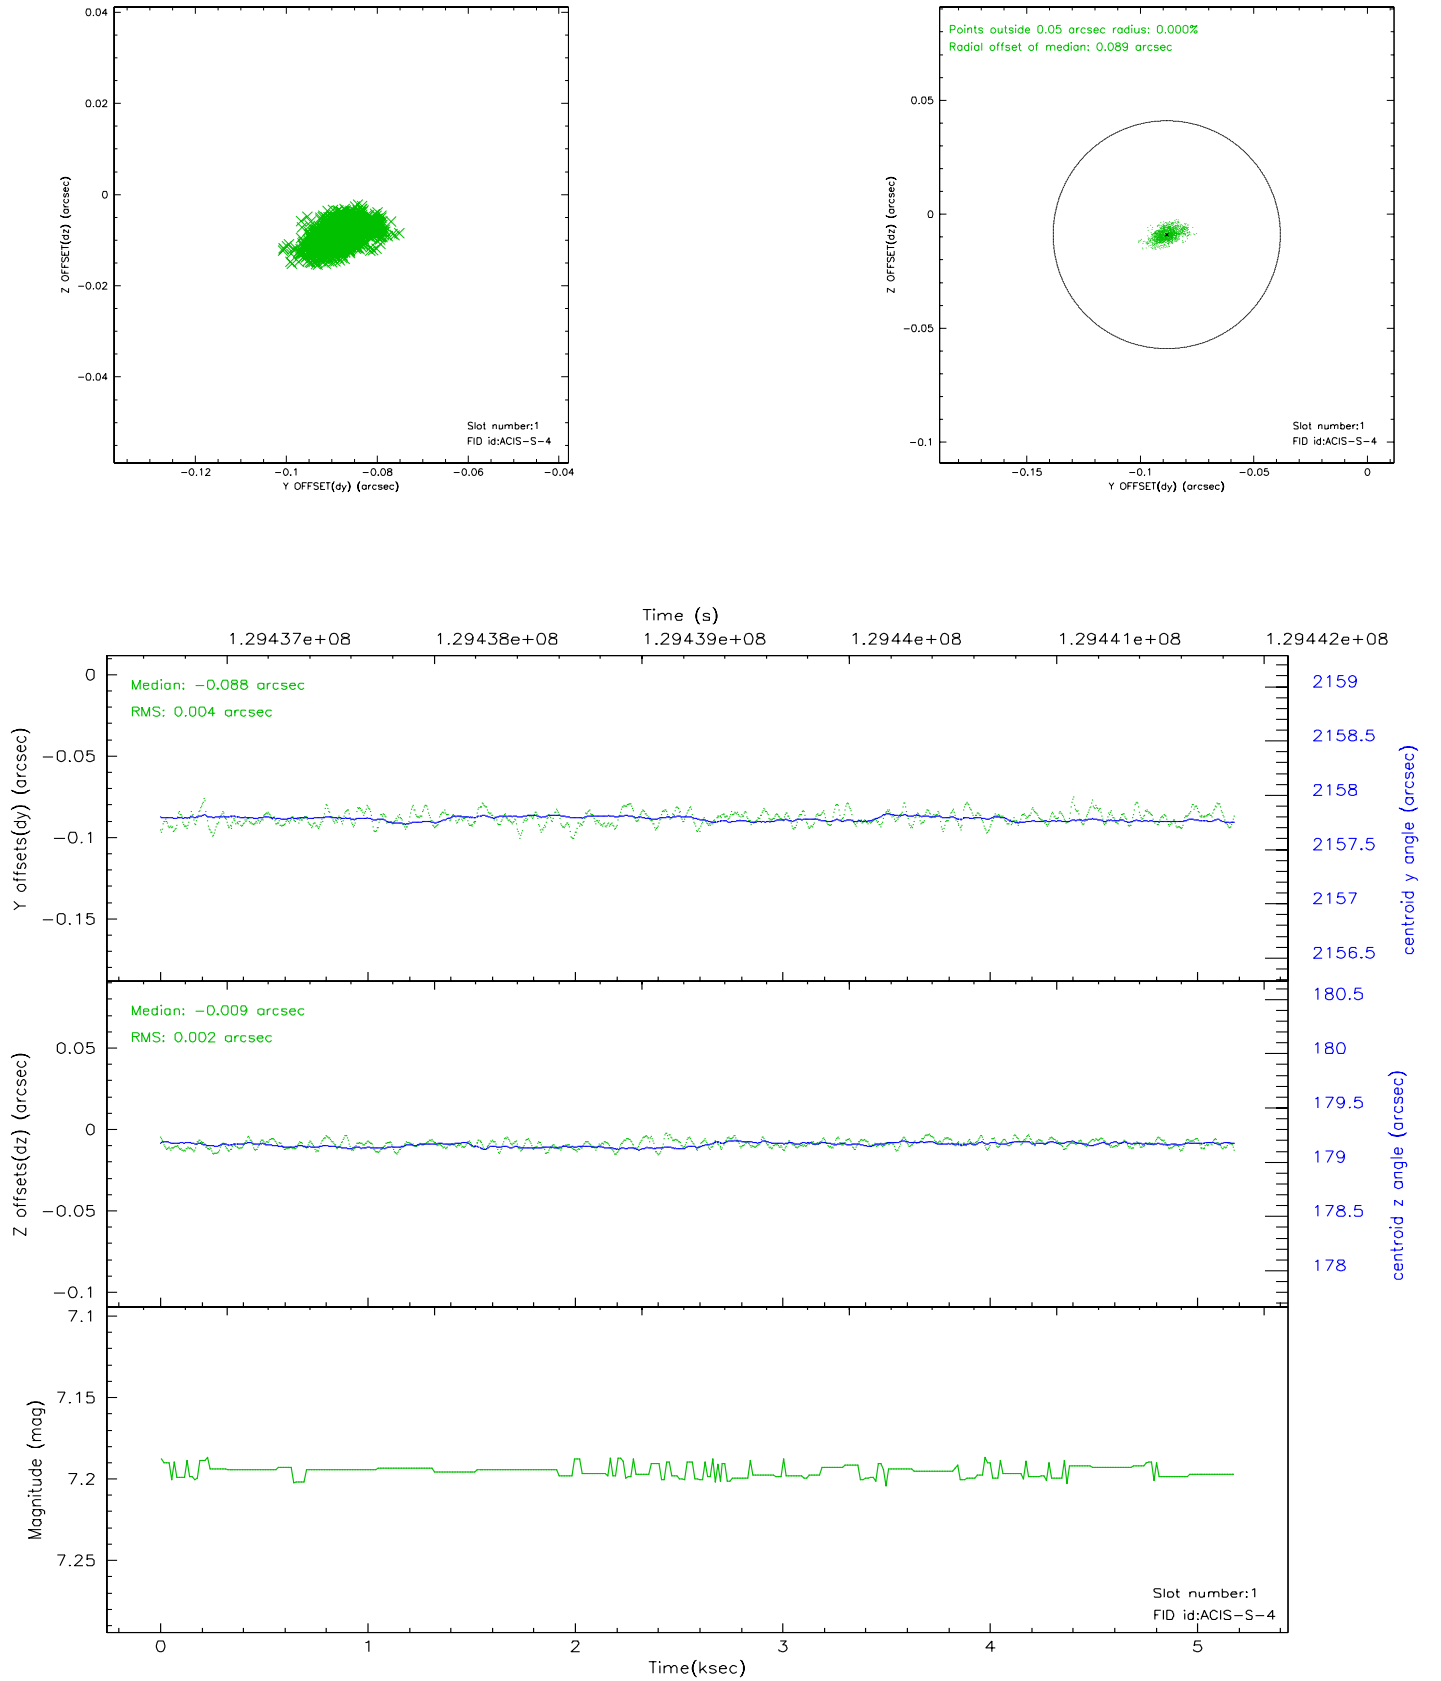 0.04
0.02
0
−0.02
−0.04
Z OFFSET(dz) (arcsec)
Slot number:1
FID id:ACIS−S−4
−0.12
−0.1
−0.08
−0.06
−0.04
Y OFFSET(dy) (arcsec)
Points outside 0.05 arcsec radius: 0.000%
Radial offset of median: 0.089 arcsec
0.05
0
−0.05
−0.1
Z OFFSET(dz) (arcsec)
Slot number:1
FID id:ACIS−S−4
−0.15
−0.1
−0.05
0
Y OFFSET(dy) (arcsec)
Time (s)
1.29437e+08
1.29438e+08
1.29439e+08
1.2944e+08
1.29441e+08
1.29442e+08
Median: −0.088 arcsec
RMS: 0.004 arcsec
0
−0.05
−0.1
−0.15
Y offsets(dy) (arcsec)
2159
2158.5
2158
2157.5
2157
2156.5
centroid y angle (arcsec)
Median: −0.009 arcsec
RMS: 0.002 arcsec
0.05
0
−0.05
−0.1
Z offsets(dz) (arcsec)
180.5
180
179.5
179
178.5
178
centroid z angle (arcsec)
7.1
7.15
7.2
7.25
Magnitude (mag)
Slot number:1
FID id:ACIS−S−4
0
1
2
3
4
5
Time(ksec)